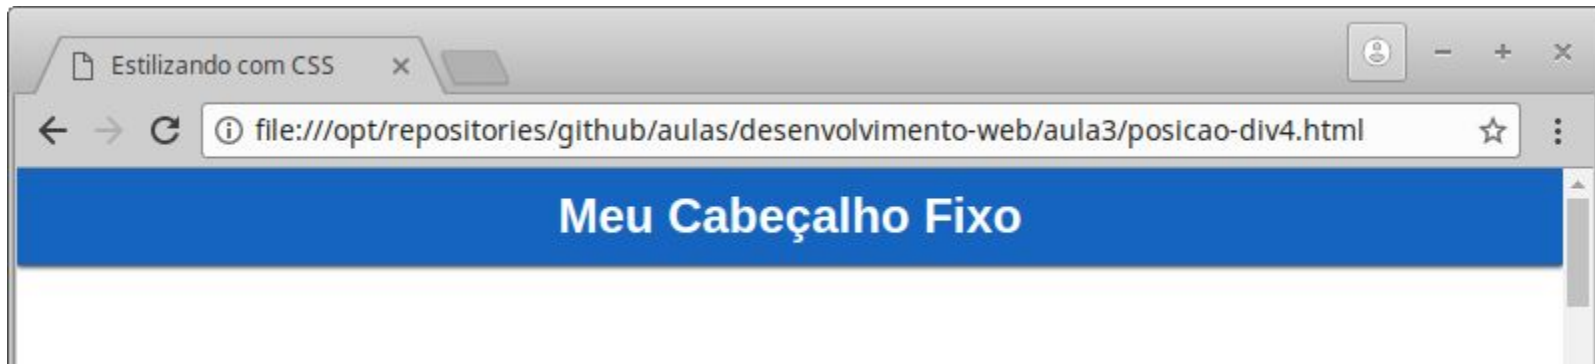 Estilizando com CSS
file:///opt/repositories/github/aulas/desenvolvimento-web/aula3/posicao-div4.html
Meu Cabeçalho Fixo